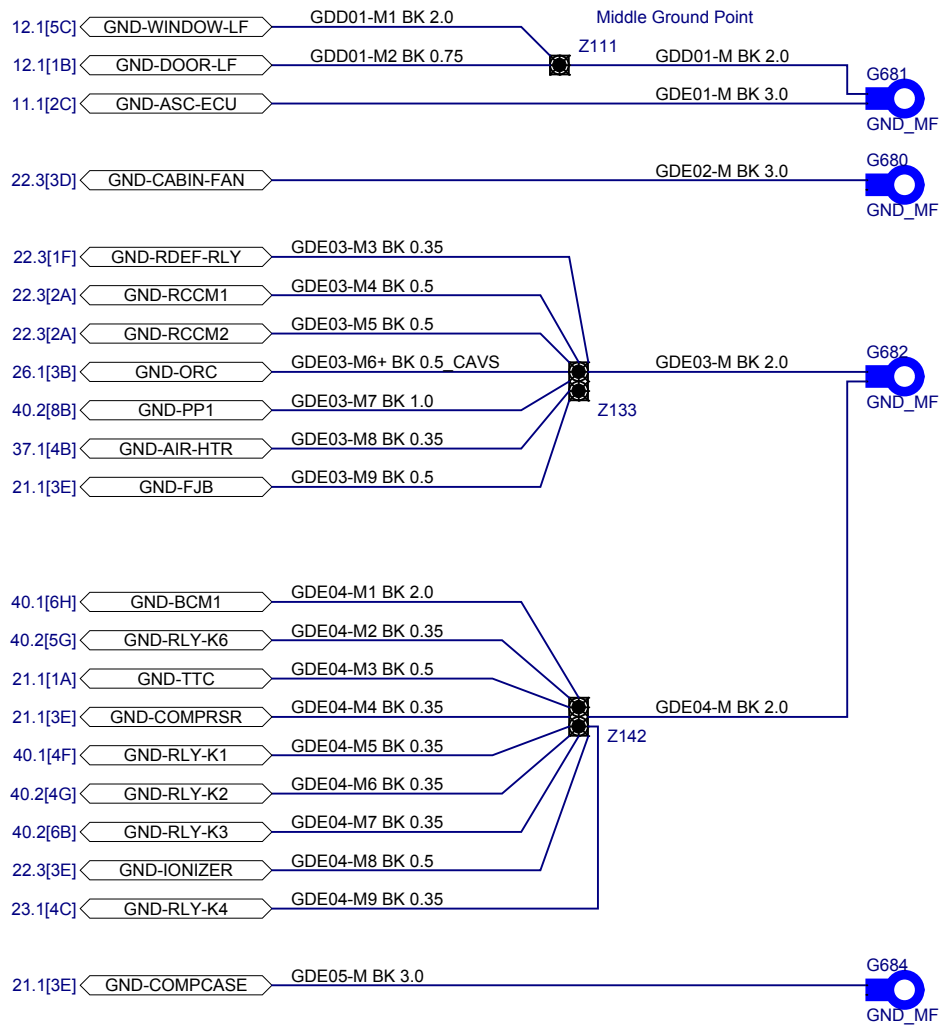 Middle Ground Point
12.1[5C] GND-WINDOW-LF GDD01-M1 BK 2.0
Z111
12.1[1B] GND-DOOR-LF GDD01-M2 BK 0.75 GDD01-M BK 2.0
G681
11.1[2C] GND-ASC-ECU GDE01-M BK 3.0
GND_MF
G680
22.3[3D] GND-CABIN-FAN GDE02-M BK 3.0
GND_MF
22.3[1F] GND-RDEF-RLY GDE03-M3 BK 0.35
22.3[2A] GND-RCCM1 GDE03-M4 BK 0.5
22.3[2A] GND-RCCM2 GDE03-M5 BK 0.5
G682
26.1[3B] GND-ORC GDE03-M6+ BK 0.5_CAVS GDE03-M BK 2.0
GND_MF
40.2[8B] GND-PP1 GDE03-M7 BK 1.0
Z133
37.1[4B] GND-AIR-HTR GDE03-M8 BK 0.35
21.1[3E] GND-FJB GDE03-M9 BK 0.5
40.1[6H] GND-BCM1 GDE04-M1 BK 2.0
40.2[5G] GND-RLY-K6 GDE04-M2 BK 0.35
21.1[1A] GND-TTC GDE04-M3 BK 0.5
21.1[3E] GND-COMPRSR GDE04-M4 BK 0.35 GDE04-M BK 2.0
Z142
40.1[4F] GND-RLY-K1 GDE04-M5 BK 0.35
40.2[4G] GND-RLY-K2 GDE04-M6 BK 0.35
40.2[6B] GND-RLY-K3 GDE04-M7 BK 0.35
22.3[3E] GND-IONIZER GDE04-M8 BK 0.5
23.1[4C] GND-RLY-K4 GDE04-M9 BK 0.35
G684
21.1[3E] GND-COMPCASE GDE05-M BK 3.0
GND_MF